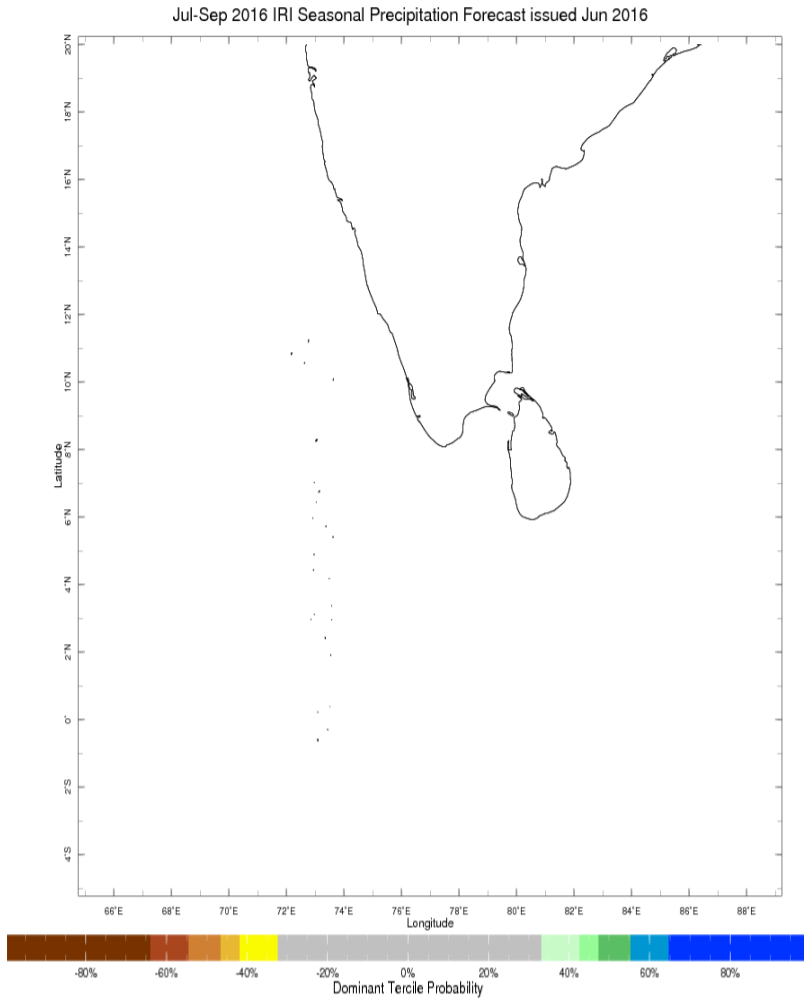 Jul-Sep 2016 IRI Seasonal Precipitation Forecast issued Jun 2016
20°N
18°N
16°N
14°N
12°N
10°N
8°N
6°N
4°N
2°N
0°
2°S
4°S
Latitude
66°E 68°E 70°E 72°E 74°E 76°E 78°E 80°E 82°E 84°E 86°E 88°E
Longitude
-80% -60% -40% -20% 0% 20% 40% 60% 80%
Dominant Tercile Probability